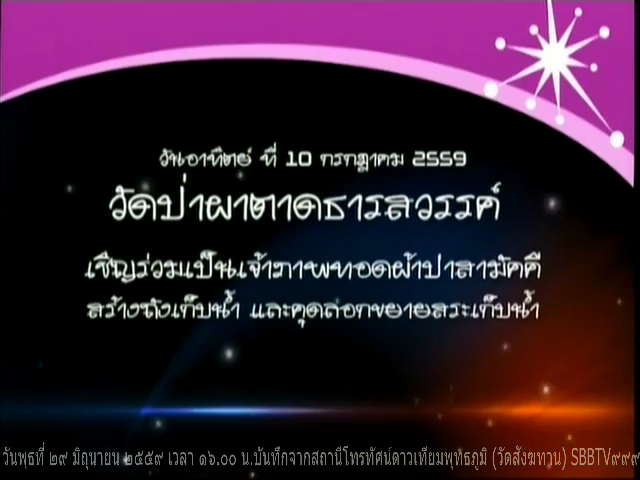 วันอาทิตย์ ที่ 10 กรกฎาคม 2559
วัดป่าผาตาดธารสวรรค์
เชิญร่วมเป็นเจ้าภาพทอดผ้าป่าสามัคคี
สร้างถังเก็บน้ำ และขุดลอกขยายสระเก็บน้ำ
วันพุธที่ ๒๙ มิถุนายน ๒๕๕๙ เวลา ๑๖.๐๐ น.บันทึกจากสถานีโทรทัศน์ดาวเทียมพุทธภูมิ (วัดสังฆทาน) SBBTV๙๙๙